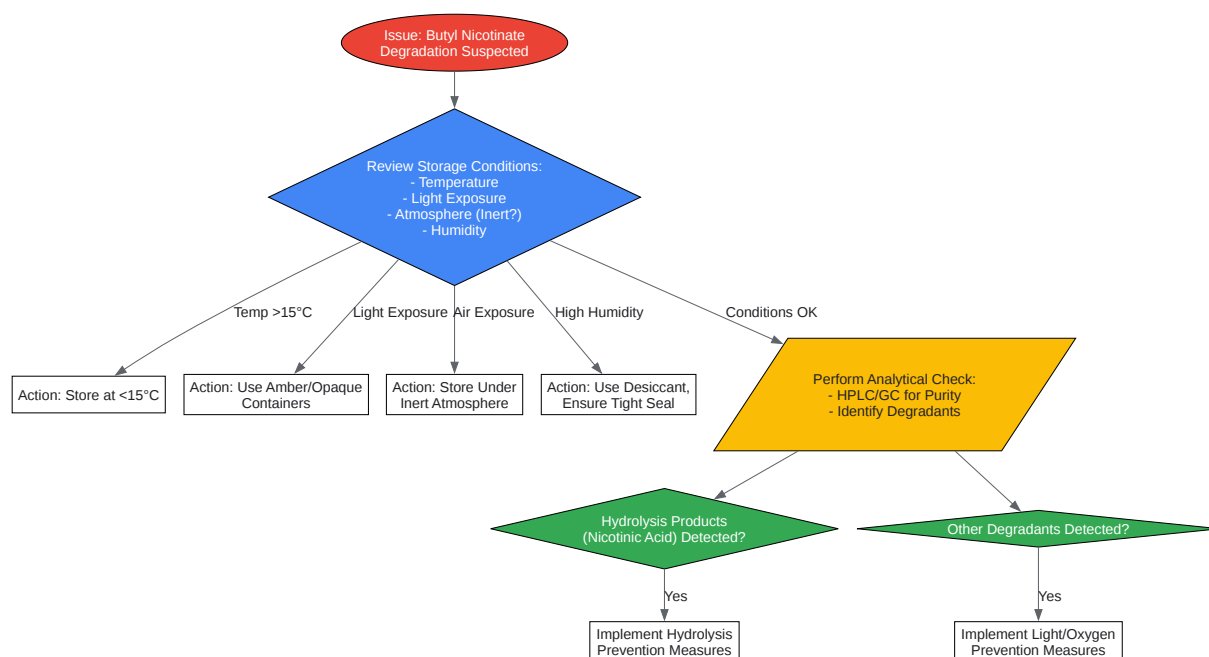 Issue: Butyl Nicotinate
Degradation Suspected
Review Storage Conditions:
- Temperature
- Light Exposure
- Atmosphere (Inert?)
- Humidity
Temp >15°C
Light Exposure
Air Exposure
High Humidity
Conditions OK
Action: Store at <15°C
Action: Use Amber/Opaque
Containers
Action: Store Under
Inert Atmosphere
Action: Use Desiccant,
Ensure Tight Seal
Perform Analytical Check:
- HPLC/GC for Purity
- Identify Degradants
Hydrolysis Products
(Nicotinic Acid) Detected?
Other Degradants Detected?
Yes
Yes
Implement Hydrolysis
Prevention Measures
Implement Light/Oxygen
Prevention Measures